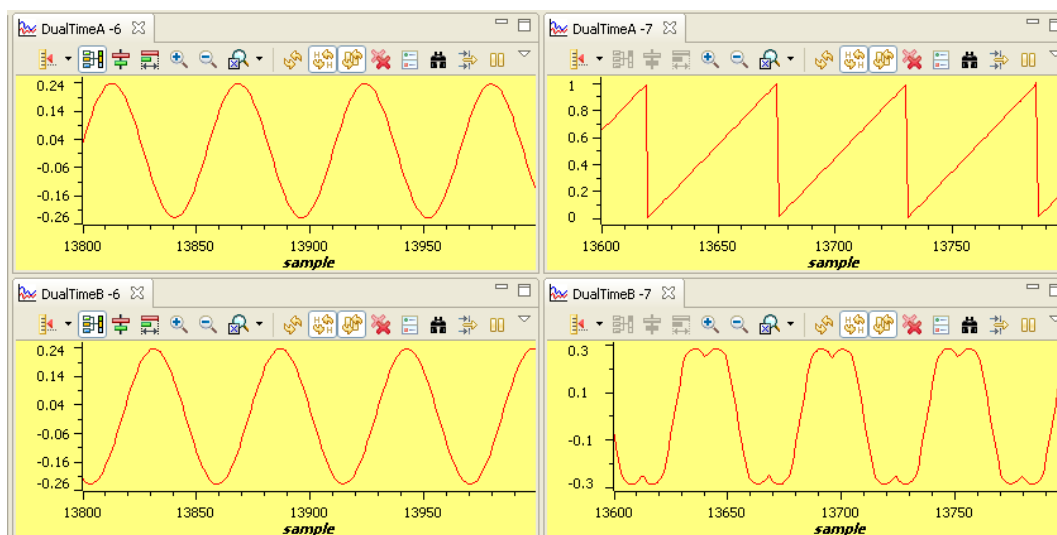 DualTimeA -6
0.24
0.14
0.04
-0.06
-0.16
-0.26
13800 13850 13900 13950
sample
DualTimeA -7
1
0.8
0.6
0.4
0.2
0
13600 13650 13700 13750
sample
DualTimeB -6
0.24
0.14
0.04
-0.06
-0.16
-0.26
13800 13850 13900 13950
sample
DualTimeB -7
0.3
0.1
-0.1
-0.3
13600 13650 13700 13750
sample